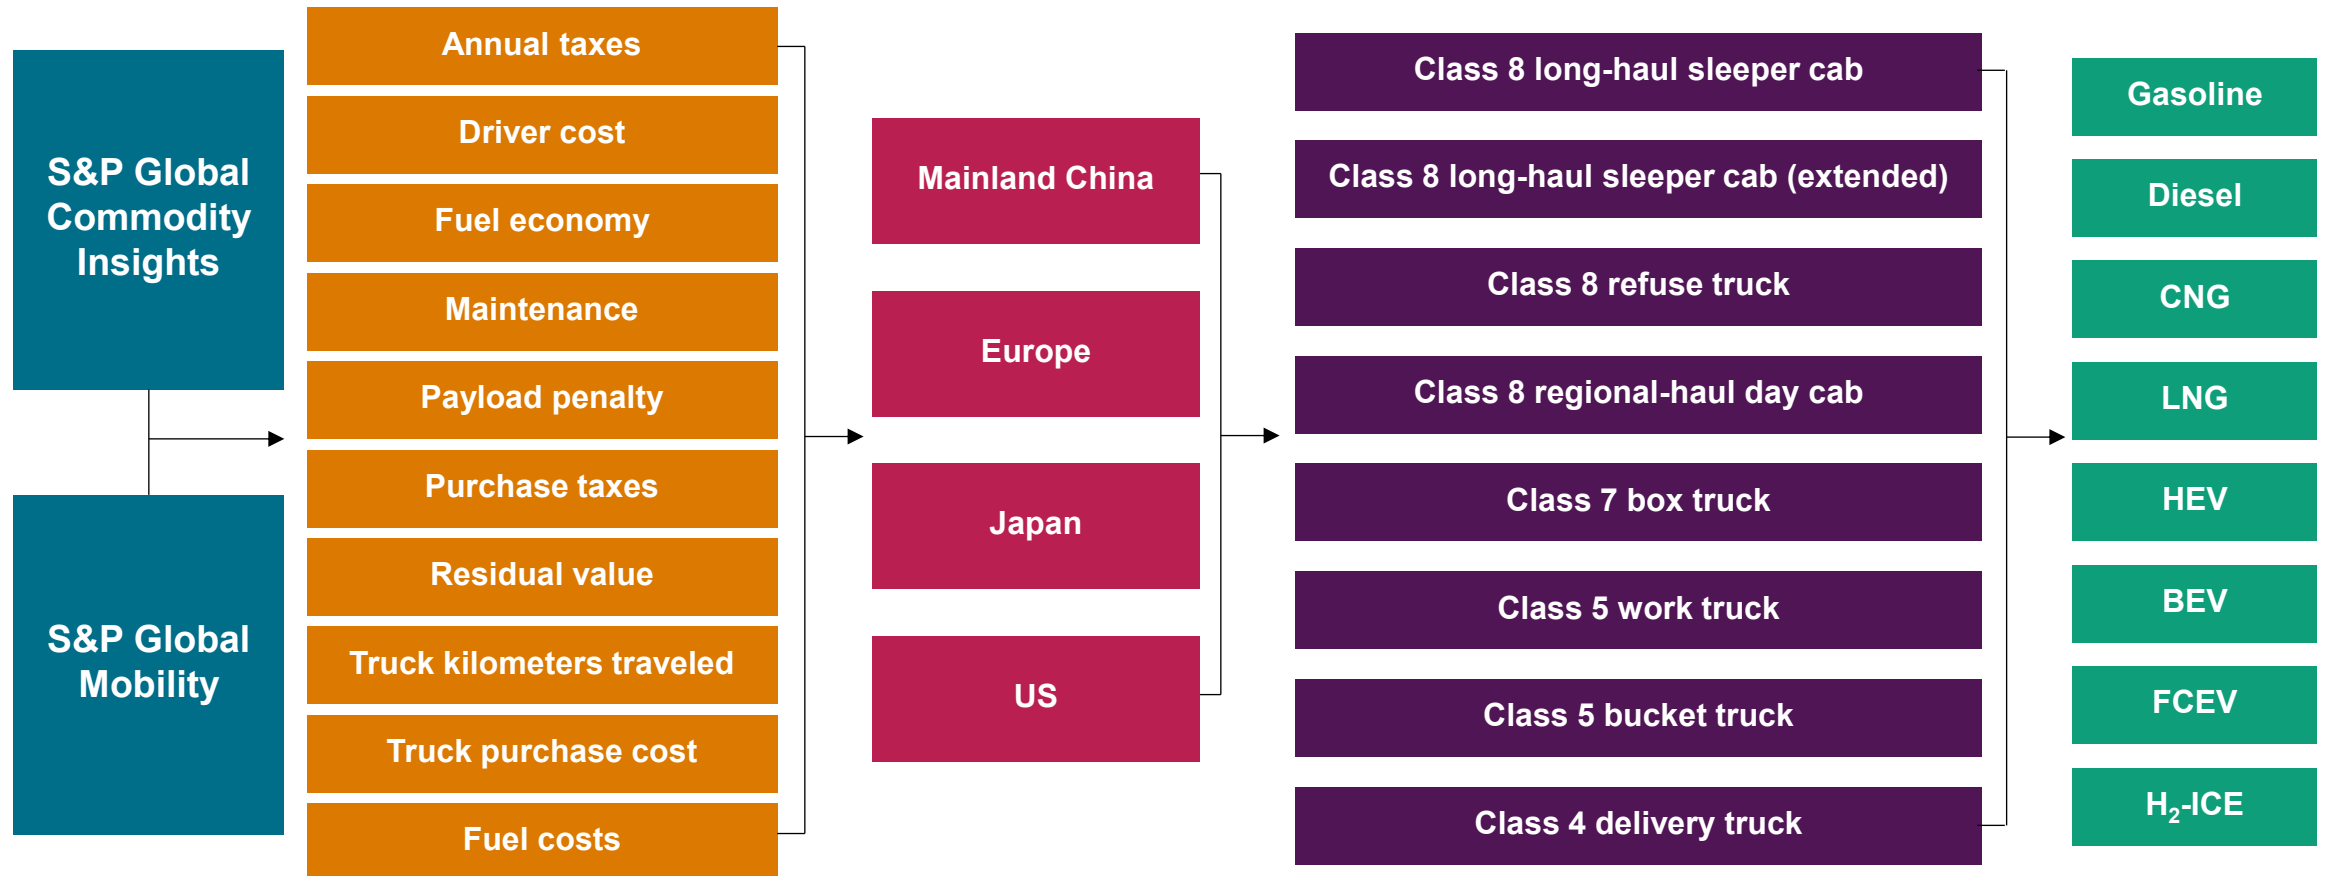 S&P Global
Commodity
Insights
S&P Global
Mobility
Annual taxes
Driver cost
Fuel economy
Maintenance
Payload penalty
Purchase taxes
Residual value
Truck kilometers traveled
Truck purchase cost
Fuel costs
Mainland China
Europe
Japan
US
Class 8 long-haul sleeper cab
Class 8 long-haul sleeper cab (extended)
Class 8 refuse truck
Class 8 regional-haul day cab
Class 7 box truck
Class 5 work truck
Class 5 bucket truck
Class 4 delivery truck
Gasoline
Diesel
CNG
LNG
HEV
BEV
FCEV
H₂-ICE